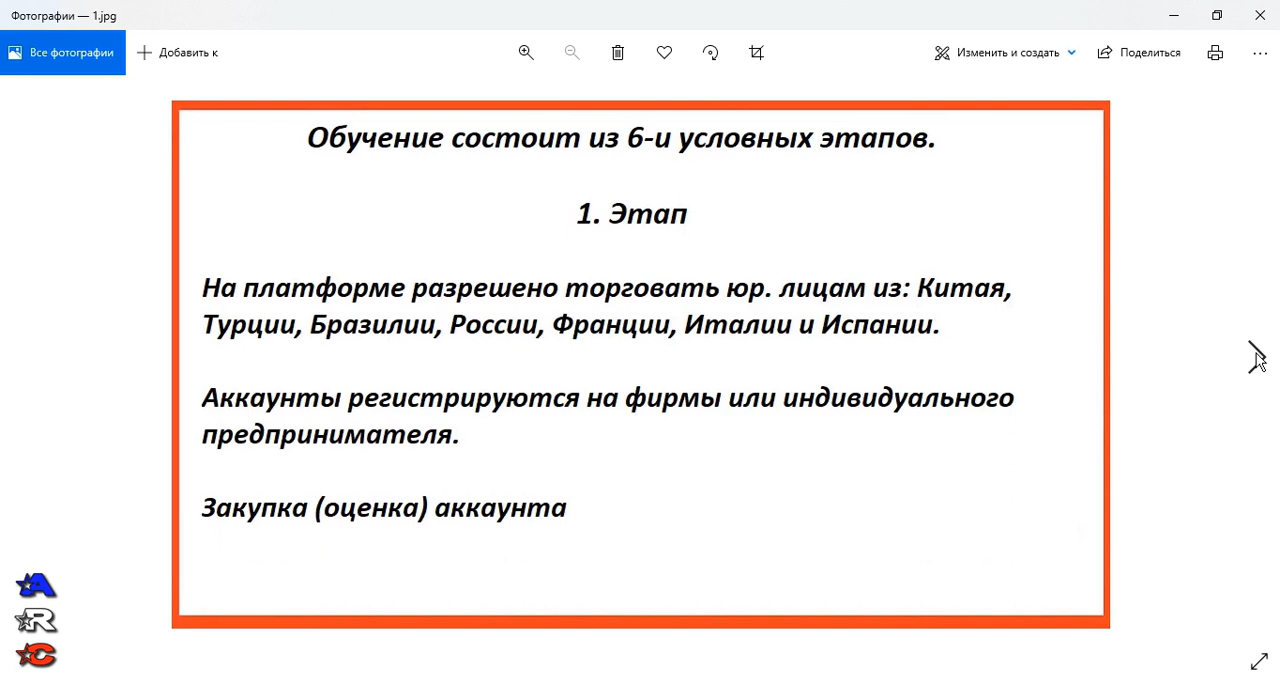 Фотографии — 1.jpg
Все фотографии
Добавить к
Изменить и создать
Поделиться
Обучение состоит из 6-и условных этапов.
1. Этап
На платформе разрешено торговать юр. лицам из: Китая,
Турции, Бразилии, России, Франции, Италии и Испании.
Аккаунты регистрируются на фирмы или индивидуального
предпринимателя.
Закупка (оценка) аккаунта
A
R
C